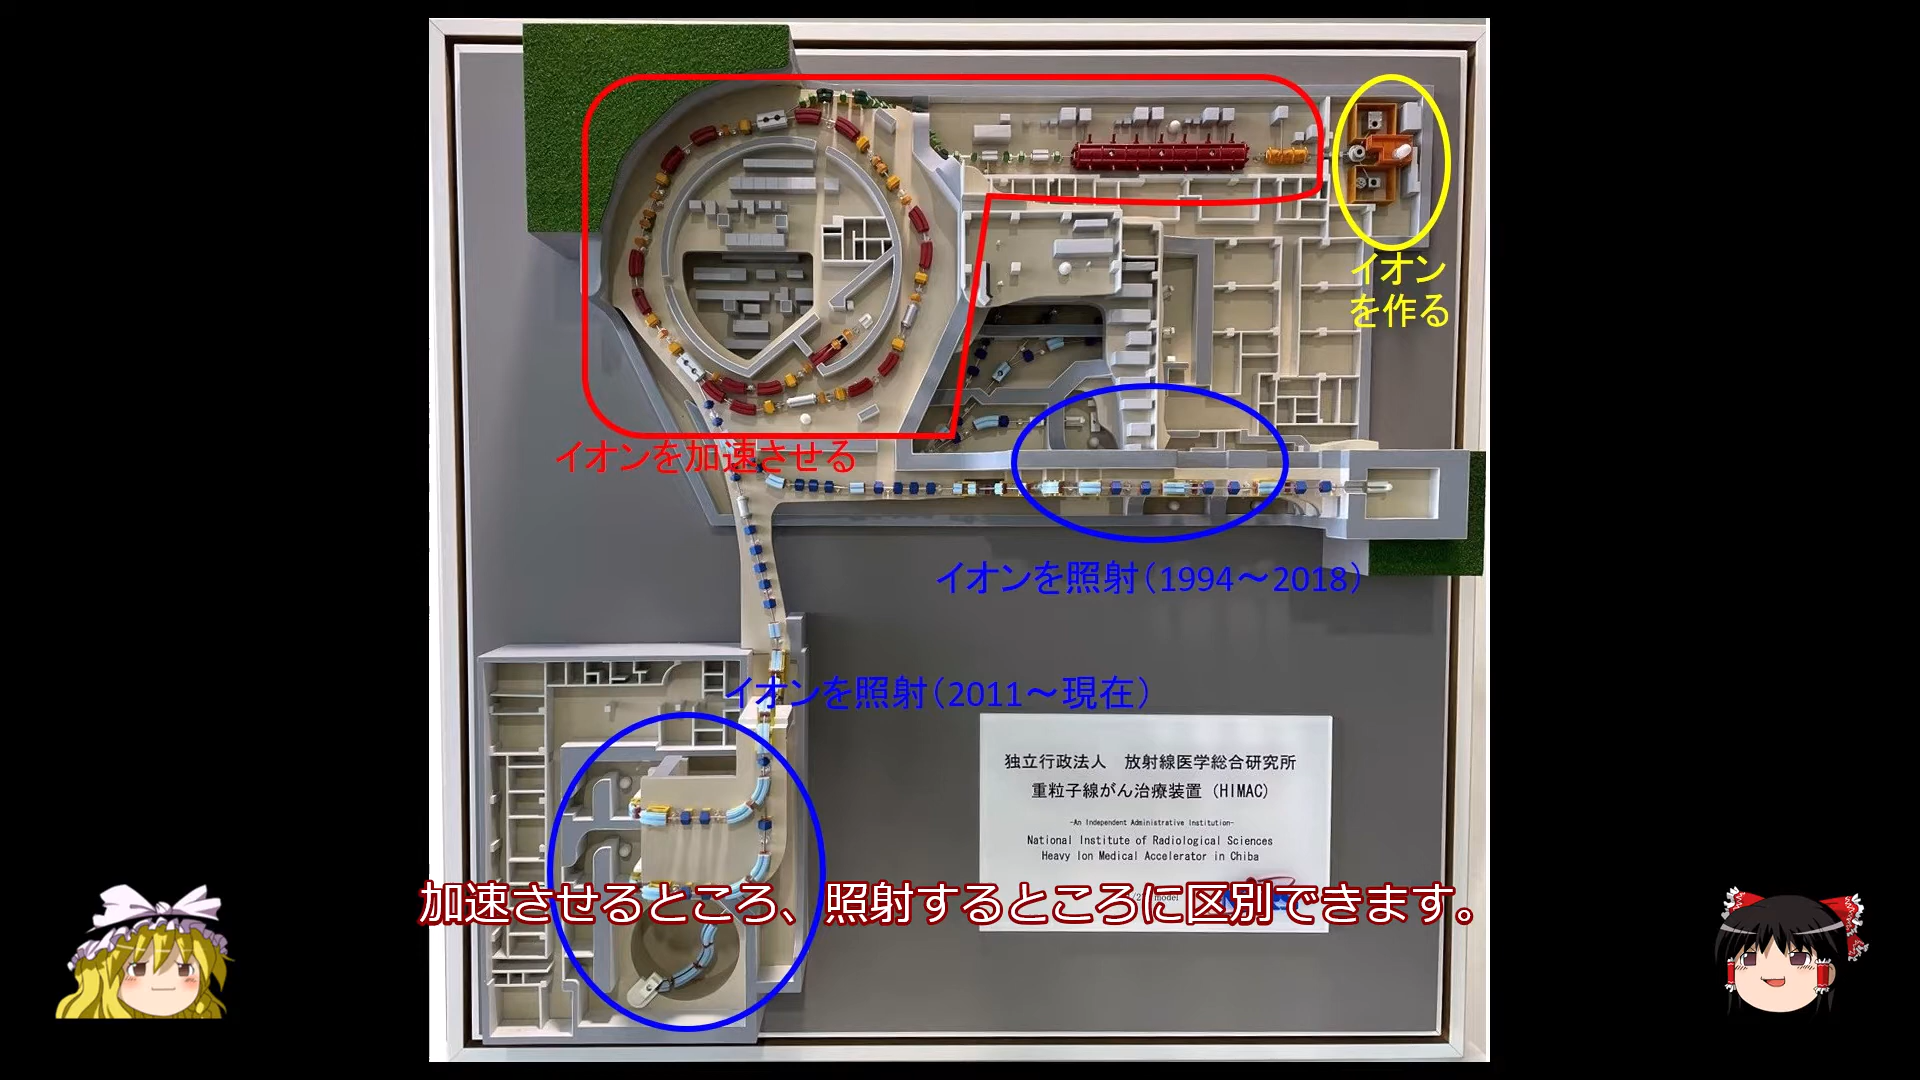 イオン
を作る
イオンを加速させる
イオンを照射（1994～2018）
イオンを照射（2011～現在）
独立行政法人　放射線医学総合研究所
重粒子線がん治療装置（HIMAC）
-An Independent Administrative Institution-
National Institute of Radiological Sciences
Heavy Ion Medical Accelerator in Chiba
model
加速させるところ、照射するところに区別できます。